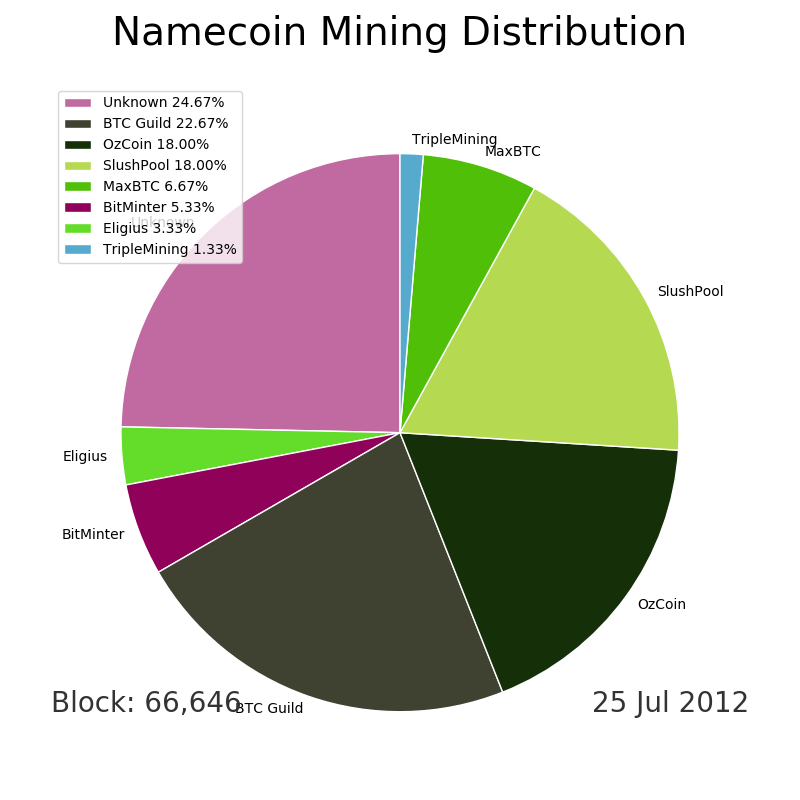 Namecoin Mining Distribution
Unknown 24.67%
BTC Guild 22.67%
OzCoin 18.00%
SlushPool 18.00%
MaxBTC 6.67%
BitMinter 5.33%
Eligius 3.33%
TripleMining 1.33%
Unknown
TripleMining
MaxBTC
SlushPool
Eligius
BitMinter
OzCoin
Block: 66,646
BTC Guild
25 Jul 2012